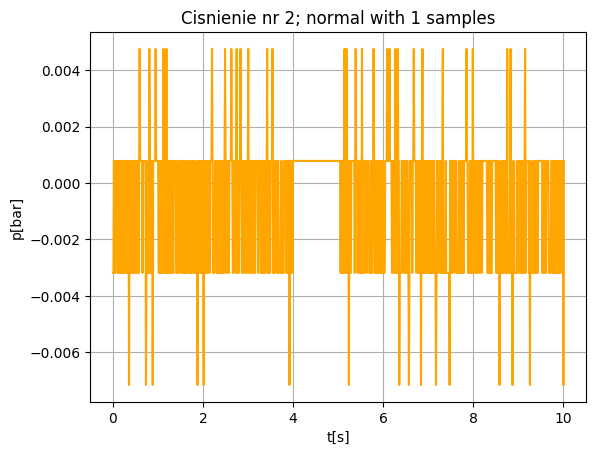 Cisnienie nr 2; normal with 1 samples
p[bar]
0.004
0.002
0.000
−0.002
−0.004
−0.006
0 2 4 6 8 10
t[s]